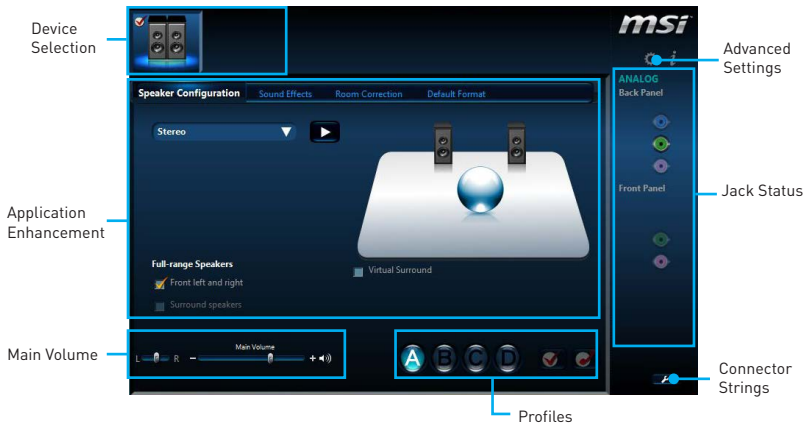 Device
Selection
msi
i
Advanced
Settings
Speaker Configuration
Sound Effects
Room Correction
Default Format
ANALOG
Back Panel
Stereo
Front Panel
Jack Status
Application
Enhancement
Full-range Speakers
Front left and right
Surround speakers
Virtual Surround
Main Volume
Main Volume
L
R
-
+
A
B
C
D
Connector
Strings
Profiles